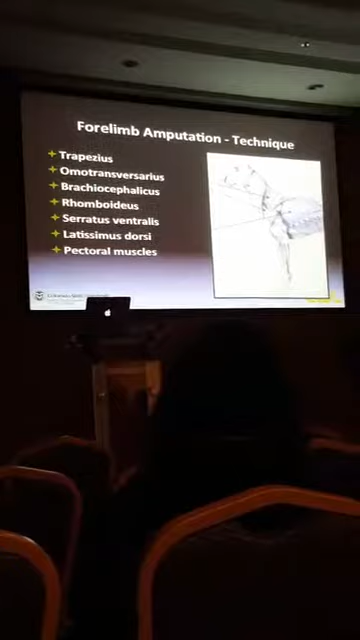 Forelimb Amputation - Technique
Trapezius
Omotransversarius
Brachiocephalicus
Rhomboideus
Serratus ventralis
Latissimus dorsi
Pectoral muscles